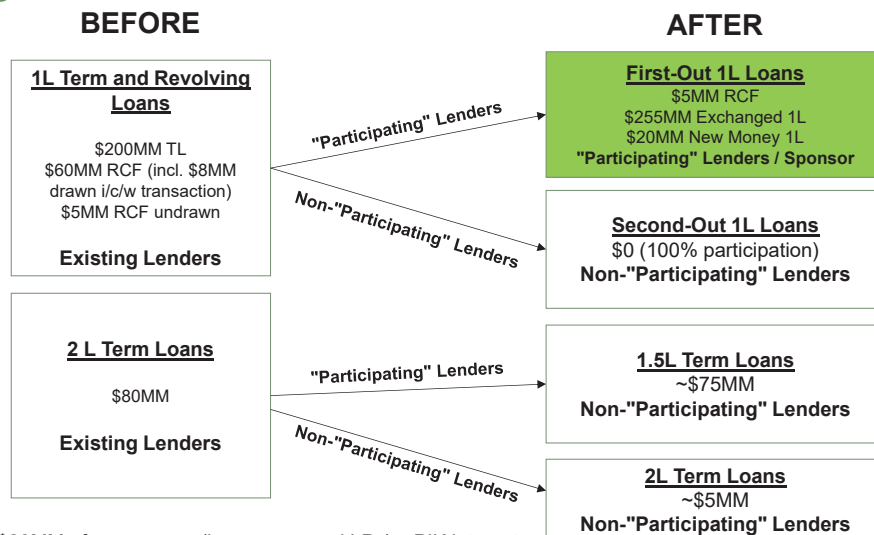 BEFORE
AFTER
1L Term and Revolving
Loans
$200MM TL
$60MM RCF (incl. $8MM
drawn i/c/w transaction)
$5MM RCF undrawn
Existing Lenders
"Participating" Lenders
Non-"Participating" Lenders
First-Out 1L Loans
$5MM RCF
$255MM Exchanged 1L
$20MM New Money 1L
"Participating" Lenders / Sponsor
Second-Out 1L Loans
$0 (100% participation)
Non-"Participating" Lenders
2 L Term Loans
$80MM
Existing Lenders
"Participating" Lenders
Non-"Participating" Lenders
1.5L Term Loans
~$75MM
Non-"Participating" Lenders
2L Term Loans
~$5MM
Non-"Participating" Lenders